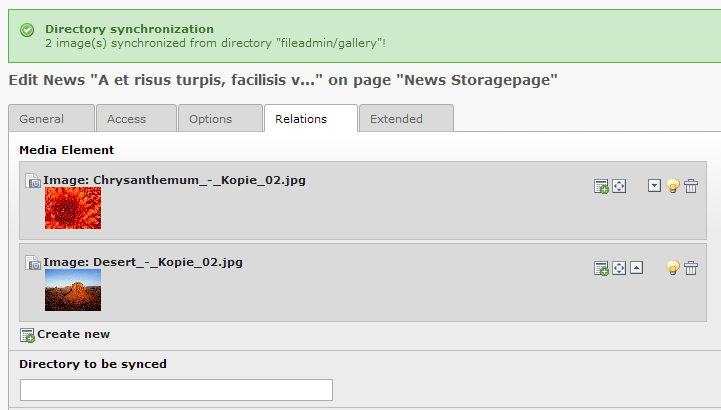 Directory synchronization
2 image(s) synchronized from directory "fileadmin/gallery"!
Edit News "A et risus turpis, facilisis v..." on page "News Storagepage"
General Access Options Relations Extended
Media Element
Image: Chrysanthemum_-_Kopie_02.jpg
Image: Desert_-_Kopie_02.jpg
Create new
Directory to be synced